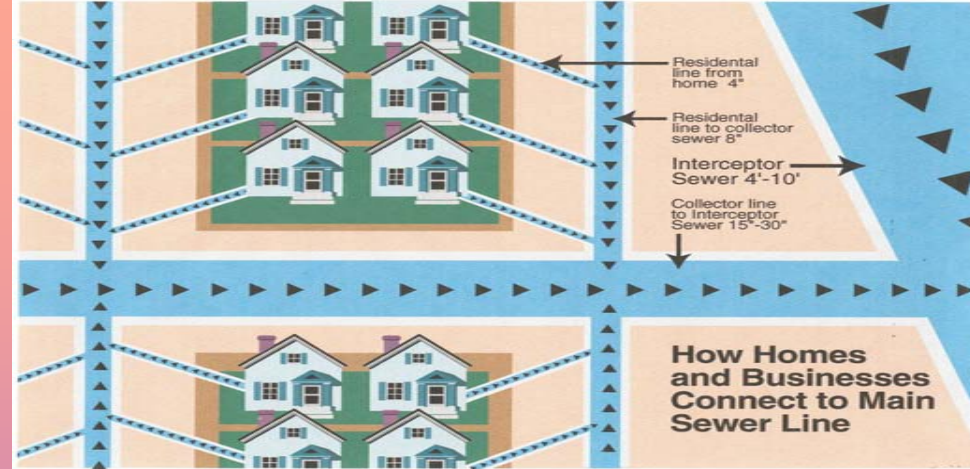 Residental
line from
home 4"
Residental
line to collector
sewer 8"
Interceptor
Sewer 4'-10'
Collector line
to Interceptor
Sewer 15"-30"
How Homes
and Businesses
Connect to Main
Sewer Line